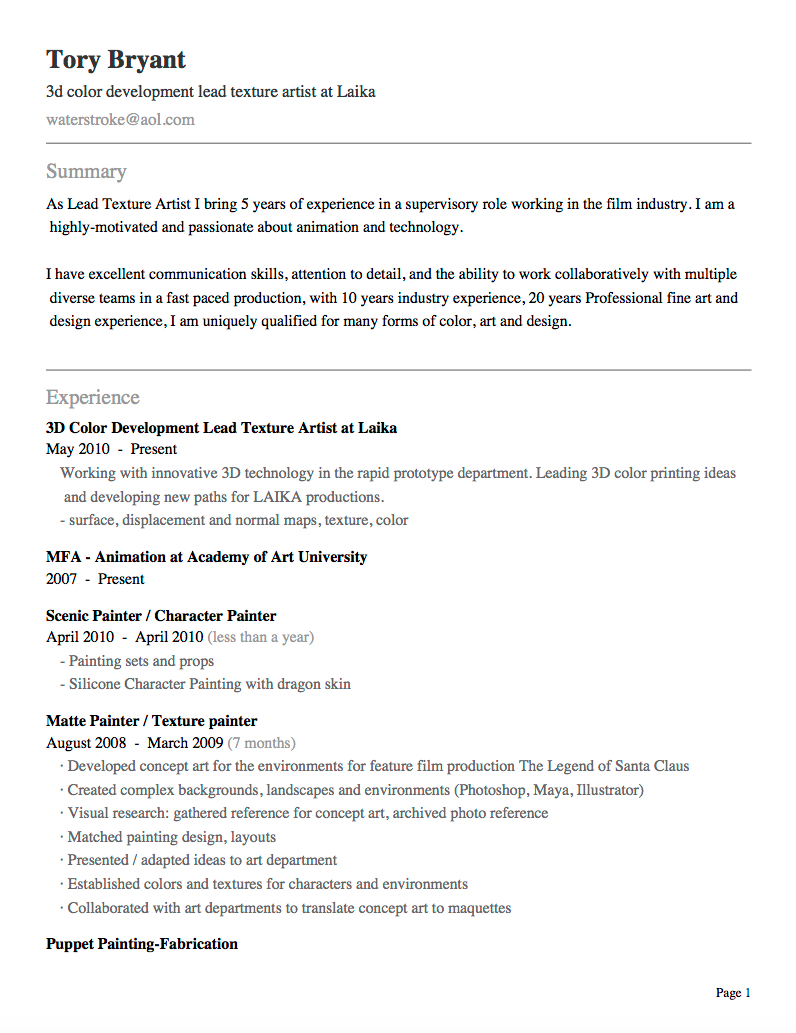 Tory Bryant
3d color development lead texture artist at Laika
waterstroke@aol.com
Summary
As Lead Texture Artist I bring 5 years of experience in a supervisory role working in the film industry. I am a
highly-motivated and passionate about animation and technology.
I have excellent communication skills, attention to detail, and the ability to work collaboratively with multiple
diverse teams in a fast paced production, with 10 years industry experience, 20 years Professional fine art and
design experience, I am uniquely qualified for many forms of color, art and design.
Experience
3D Color Development Lead Texture Artist at Laika
May 2010 - Present
Working with innovative 3D technology in the rapid prototype department. Leading 3D color printing ideas
and developing new paths for LAIKA productions.
- surface, displacement and normal maps, texture, color
MFA - Animation at Academy of Art University
2007 - Present
Scenic Painter / Character Painter
April 2010 - April 2010 (less than a year)
- Painting sets and props
- Silicone Character Painting with dragon skin
Matte Painter / Texture painter
August 2008 - March 2009 (7 months)
· Developed concept art for the environments for feature film production The Legend of Santa Claus
· Created complex backgrounds, landscapes and environments (Photoshop, Maya, Illustrator)
· Visual research: gathered reference for concept art, archived photo reference
· Matched painting design, layouts
· Presented / adapted ideas to art department
· Established colors and textures for characters and environments
· Collaborated with art departments to translate concept art to maquettes
Puppet Painting-Fabrication
Page 1